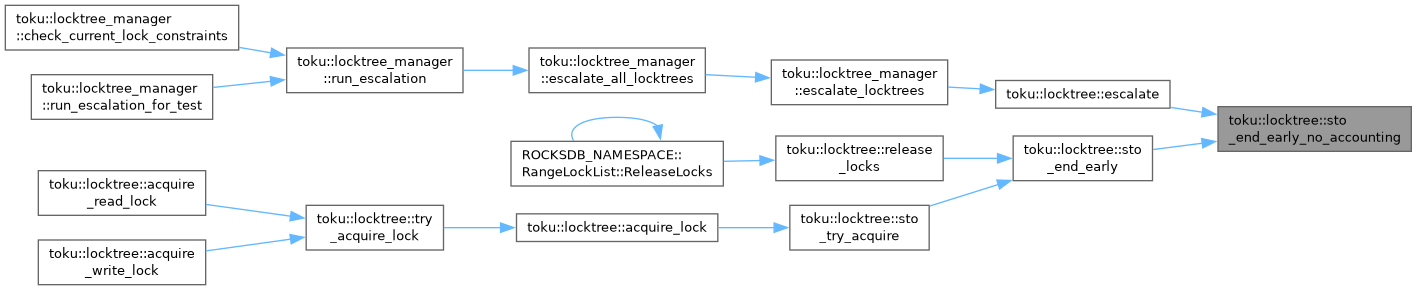 toku::locktree_manager
::check_current_lock_constraints
toku::locktree_manager
::run_escalation_for_test
toku::locktree_manager
::run_escalation
toku::locktree_manager
::escalate_all_locktrees
toku::locktree_manager
::escalate_locktrees
toku::locktree::escalate
toku::locktree::sto
_end_early_no_accounting
ROCKSDB_NAMESPACE::
RangeLockList::ReleaseLocks
toku::locktree::release
_locks
toku::locktree::sto
_end_early
toku::locktree::acquire
_read_lock
toku::locktree::acquire
_write_lock
toku::locktree::try
_acquire_lock
toku::locktree::acquire_lock
toku::locktree::sto
_try_acquire